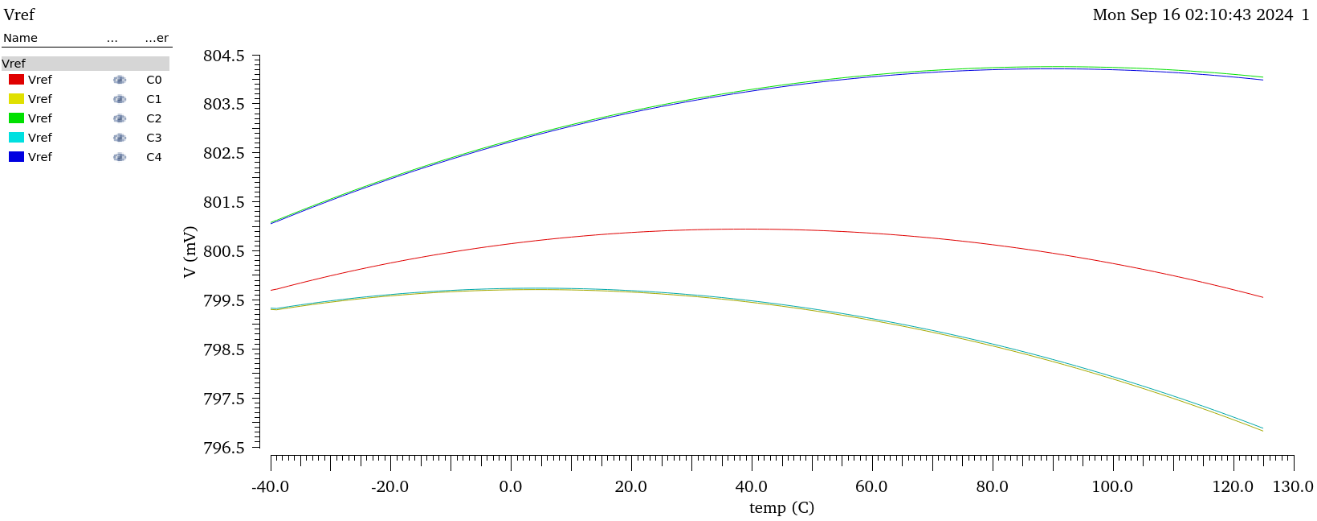 Vref
Mon Sep 16 02:10:43 2024 1
Name ... ...er
Vref
Vref C0
Vref C1
Vref C2
Vref C3
Vref C4
V (mV)
804.5
803.5
802.5
801.5
800.5
799.5
798.5
797.5
796.5
-40.0 -20.0 0.0 20.0 40.0 60.0 80.0 100.0 120.0 130.0
temp (C)